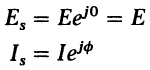 E_s = Ee^{j0} = E
I_s = Ie^{jϕ}